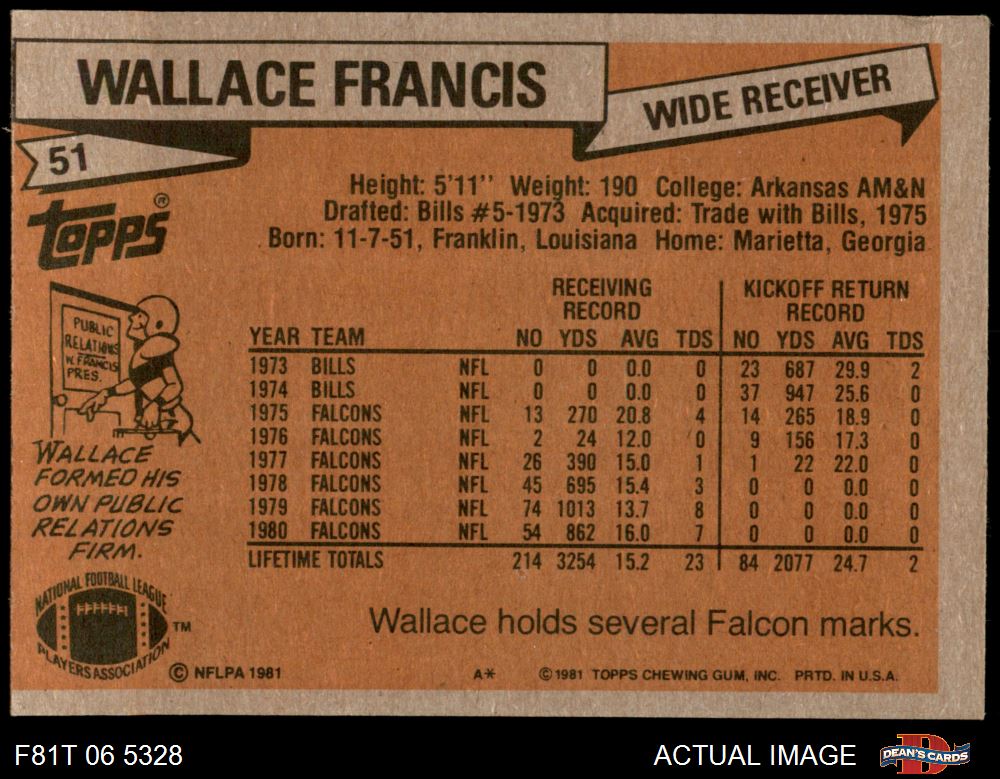 WALLACE FRANCIS
WIDE RECEIVER
51
TOPPS®
Height: 5'11'' Weight: 190 College: Arkansas AM&N
Drafted: Bills #5-1973 Acquired: Trade with Bills, 1975
Born: 11-7-51, Franklin, Louisiana Home: Marietta, Georgia
PUBLIC
RELATIONS
W. FRANCIS
PRES.
WALLACE
FORMED HIS
OWN PUBLIC
RELATIONS
FIRM.
RECEIVING KICKOFF RETURN
RECORD RECORD
YEAR TEAM NO YDS AVG TDS NO YDS AVG TDS
1973 BILLS NFL 0 0 0.0 0 23 687 29.9 2
1974 BILLS NFL 0 0 0.0 0 37 947 25.6 0
1975 FALCONS NFL 13 270 20.8 4 14 265 18.9 0
1976 FALCONS NFL 2 24 12.0 0 9 156 17.3 0
1977 FALCONS NFL 26 390 15.0 1 1 22 22.0 0
1978 FALCONS NFL 45 695 15.4 3 0 0 0.0 0
1979 FALCONS NFL 74 1013 13.7 8 0 0 0.0 0
1980 FALCONS NFL 54 862 16.0 7 0 0 0.0 0
LIFETIME TOTALS 214 3254 15.2 23 84 2077 24.7 2
Wallace holds several Falcon marks.
NATIONAL FOOTBALL LEAGUE
PLAYERS ASSOCIATION
TM
© NFLPA 1981 A* ©1981 TOPPS CHEWING GUM, INC. PRTD. IN U.S.A.
F81T 06 5328 ACTUAL IMAGE
D
DEAN'S CARDS